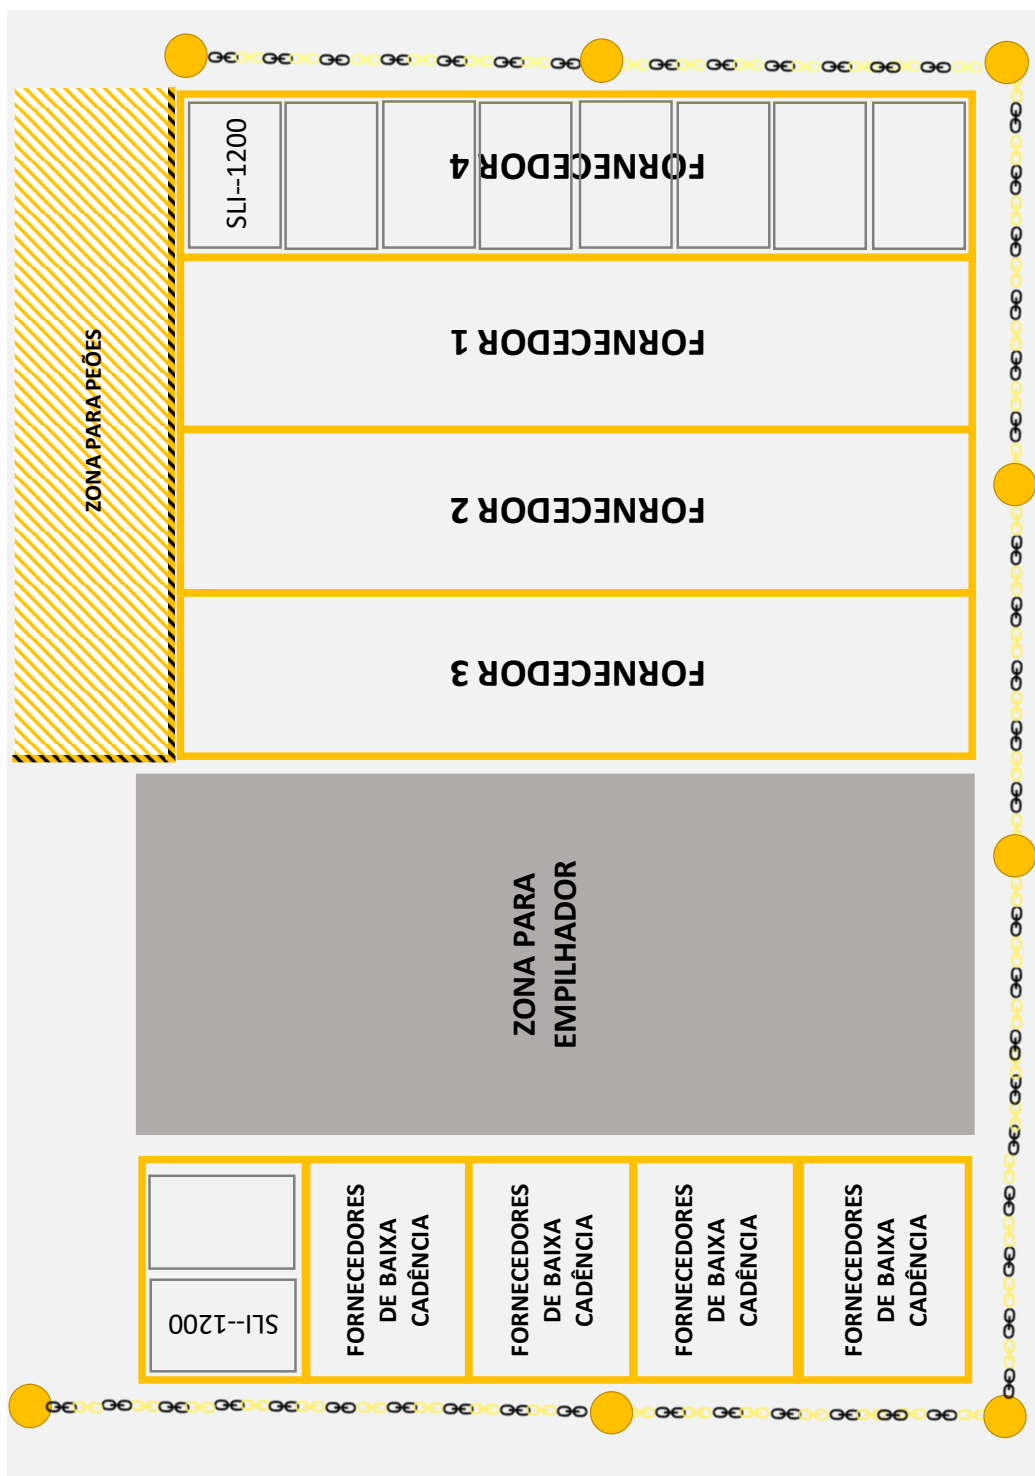 SLI--1200
FORNECEDOR 4
FORNECEDOR 1
ZONA PARA PEÕES
FORNECEDOR 2
FORNECEDOR 3
ZONA PARA
EMPILHADOR
SLI--1200
FORNECEDORES
DE BAIXA
CADÊNCIA
FORNECEDORES
DE BAIXA
CADÊNCIA
FORNECEDORES
DE BAIXA
CADÊNCIA
FORNECEDORES
DE BAIXA
CADÊNCIA